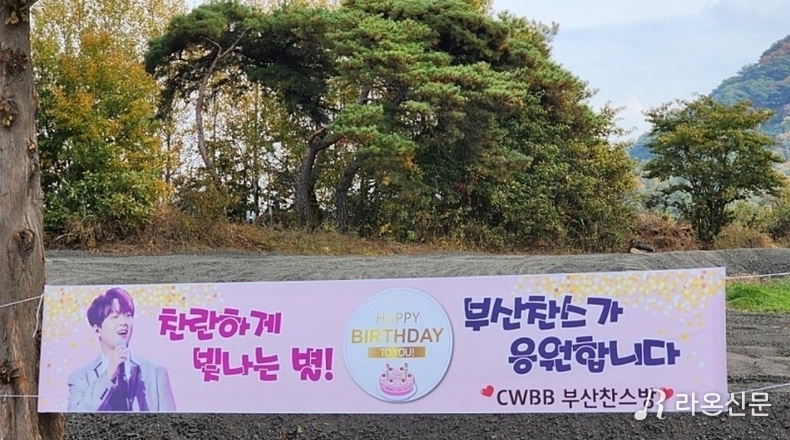 찬란하게
빛나는 별!
HAPPY
BIRTHDAY
TO YOU!
부산찬스가
응원합니다
CWBB 부산찬스방
라온신문